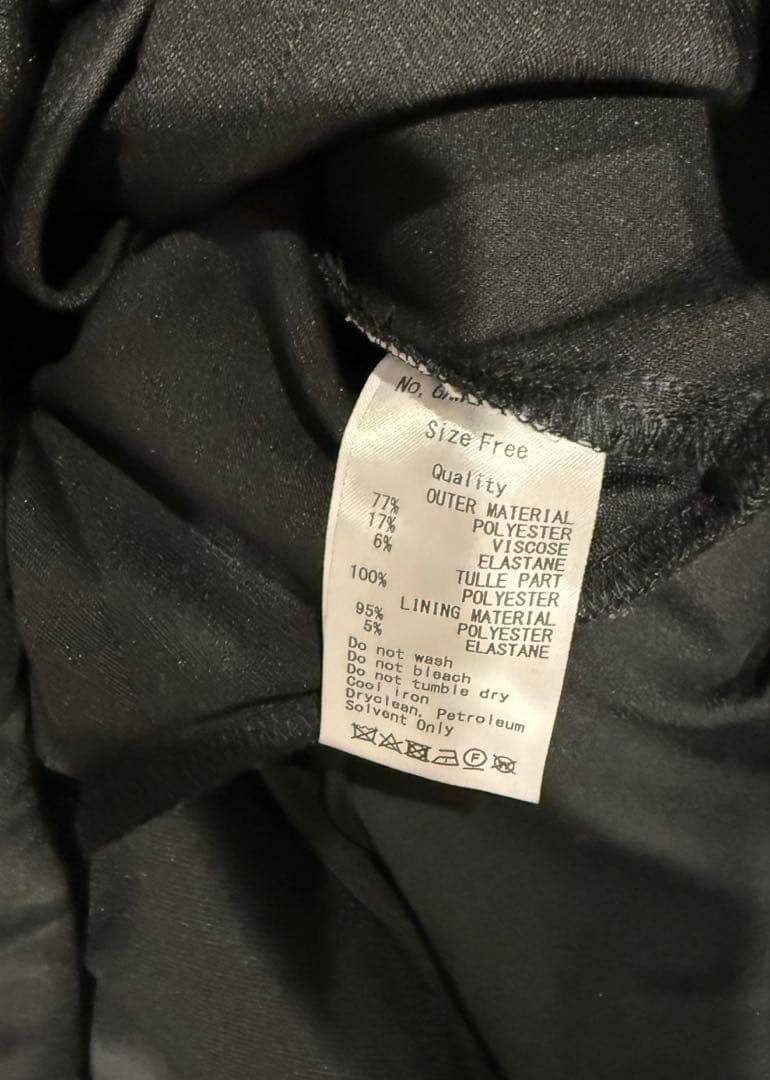 No,
Size Free
Quality
OUTER MATERIAL
77% POLYESTER
17% VISCOSE
6% ELASTANE
TULLE PART
100% POLYESTER
LINING MATERIAL
95% POLYESTER
5% ELASTANE
Do not wash
Do not bleach
Do not tumble dry
Cool iron
Dryclean, Petroleum
Solvent Only
F W